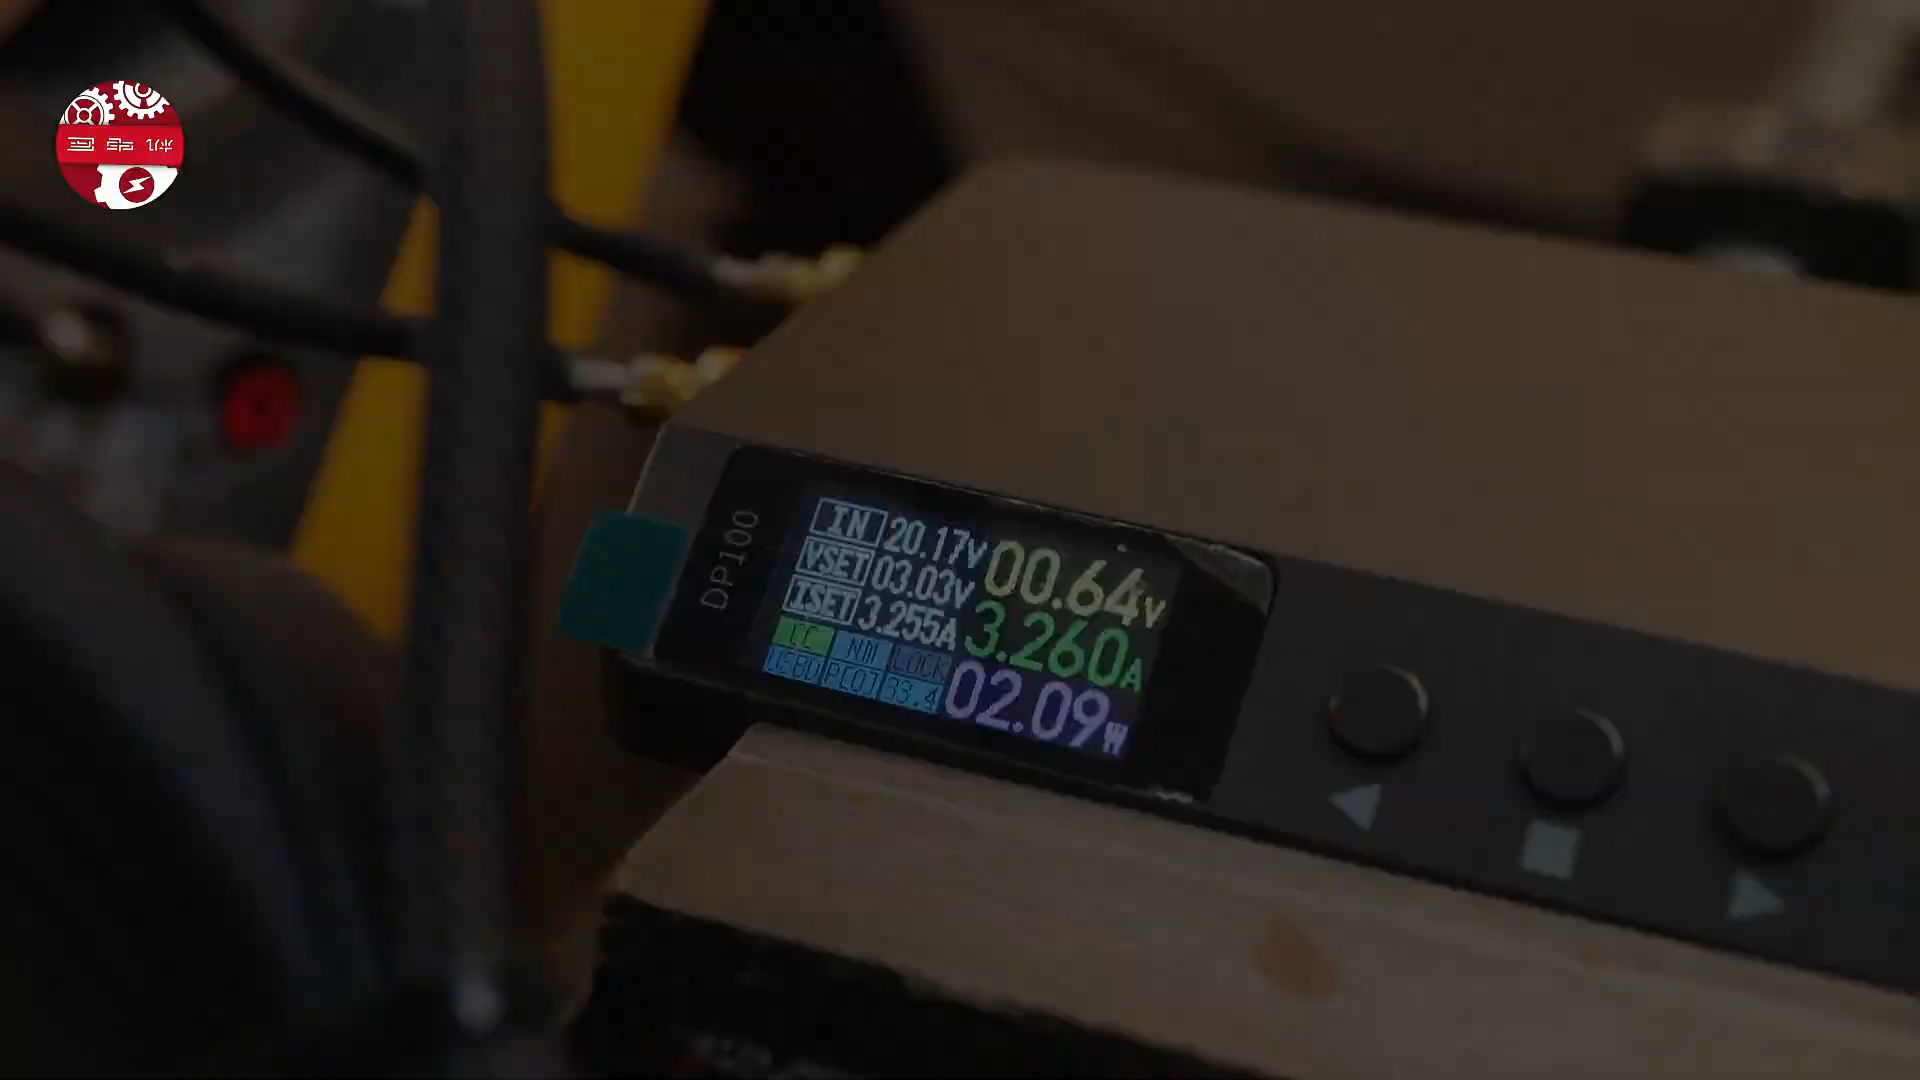 DP100
IN 20.17V
VSET 03.03V
ISET 3.255A
00.64V
3.260A
02.09W
CC NM LOCK
USBD PLOT 33.4